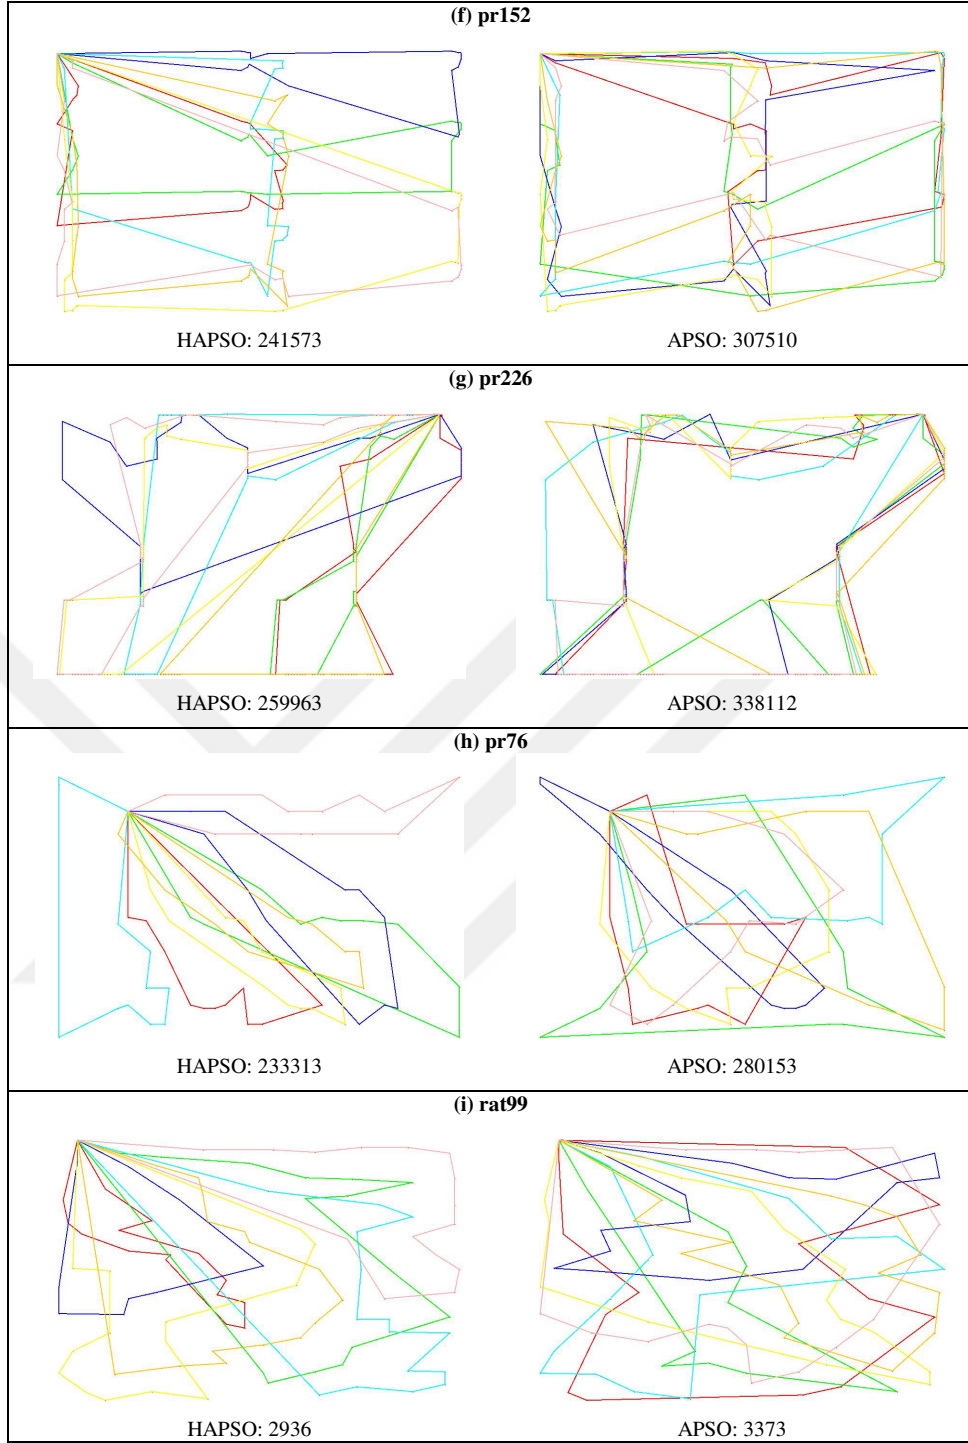 (f) pr152
HAPSO: 241573
APSO: 307510
(g) pr226
HAPSO: 259963
APSO: 338112
(h) pr76
HAPSO: 233313
APSO: 280153
(i) rat99
HAPSO: 2936
APSO: 3373